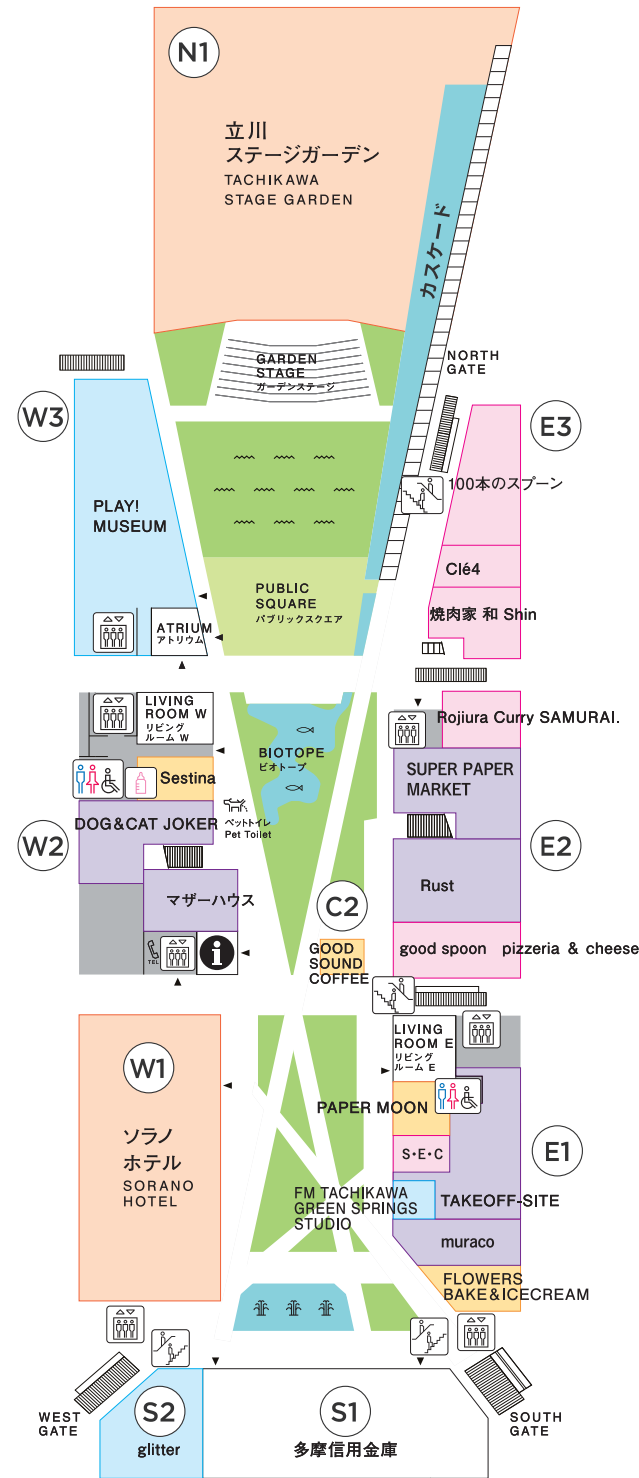 N1
立川
ステージガーデン
TACHIKAWA
STAGE GARDEN
カスケード
GARDEN
STAGE
ガーデンステージ
NORTH
GATE
W3
E3
100本のスプーン
PLAY!
MUSEUM
Clé4
PUBLIC
SQUARE
パブリックスクエア
焼肉家 和 Shin
ATRIUM
アトリウム
LIVING
ROOM W
リビング
ルーム W
Rojiura Curry SAMURAI.
BIOTOPE
ビオトープ
SUPER PAPER
MARKET
Sestina
DOG&CAT JOKER
ペットトイレ
Pet Toilet
W2
E2
Rust
マザーハウス
C2
GOOD
SOUND
COFFEE
good spoon pizzeria & cheese
TEL
i
LIVING
ROOM E
リビング
ルーム E
W1
PAPER MOON
ソラノ
ホテル
SORANO
HOTEL
S・E・C
E1
FM TACHIKAWA
GREEN SPRINGS
STUDIO
TAKEOFF-SITE
muraco
FLOWERS
BAKE&ICECREAM
WEST
GATE
S2
glitter
S1
多摩信用金庫
SOUTH
GATE